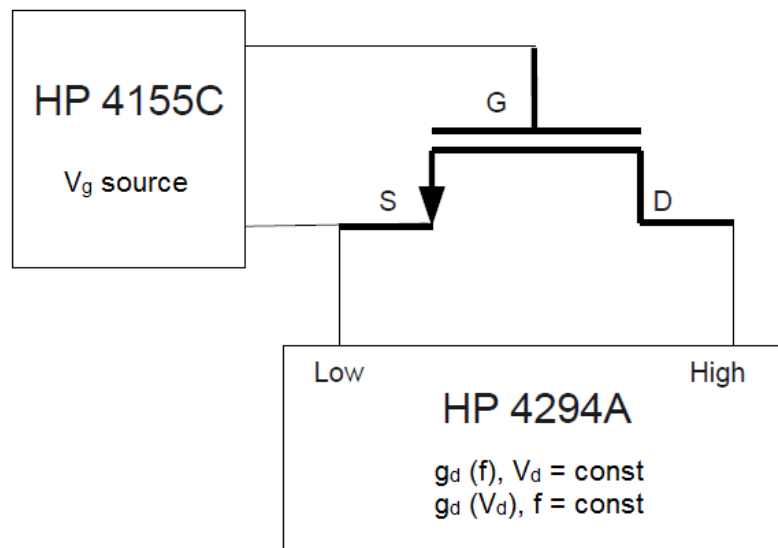 HP 4155C
Vg source
G
S
D
Low
High
HP 4294A
gd (f), Vd = const
gd (Vd), f = const